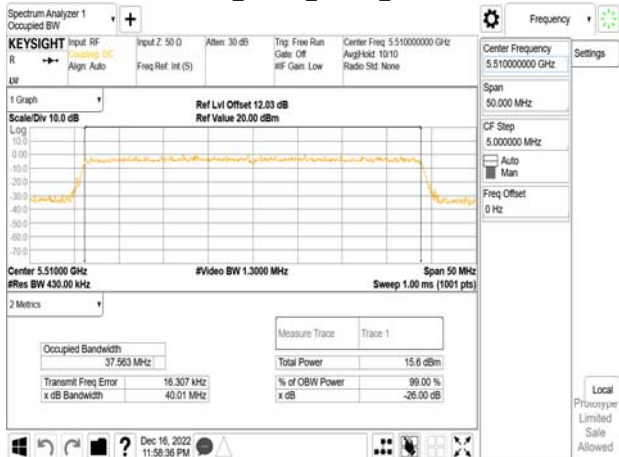 Spectrum Analyzer 1
Occupied BW
+
Frequency
KEYSIGHT
Input: RF
Coupling: DC
Align: Auto
Input Z: 50 Ω
Freq Ref: Int (S)
Atten: 30 dB
Trig: Free Run
Gate: Off
#IF Gain: Low
Center Freq: 5.510000000 GHz
Avg|Hold: 10/10
Radio Std: None
R
LXI
Center Frequency
5.510000000 GHz
Settings
Span
50.000 MHz
CF Step
5.000000 MHz
Auto
Man
Freq Offset
0 Hz
1 Graph
Scale/Div 10.0 dB
Ref Lvl Offset 12.03 dB
Ref Value 20.00 dBm
Log
10.0
0.00
-10.0
-20.0
-30.0
-40.0
-50.0
-60.0
-70.0
Center 5.51000 GHz
#Res BW 430.00 kHz
#Video BW 1.3000 MHz
Span 50 MHz
Sweep 1.00 ms (1001 pts)
2 Metrics
Measure Trace
Trace 1
Occupied Bandwidth
37.563 MHz
Total Power
15.6 dBm
Transmit Freq Error
16.307 kHz
% of OBW Power
99.00 %
x dB Bandwidth
40.01 MHz
x dB
-26.00 dB
Local
Prototype
Limited
Sale
Allowed
?
Dec 16, 2022
11:58:36 PM